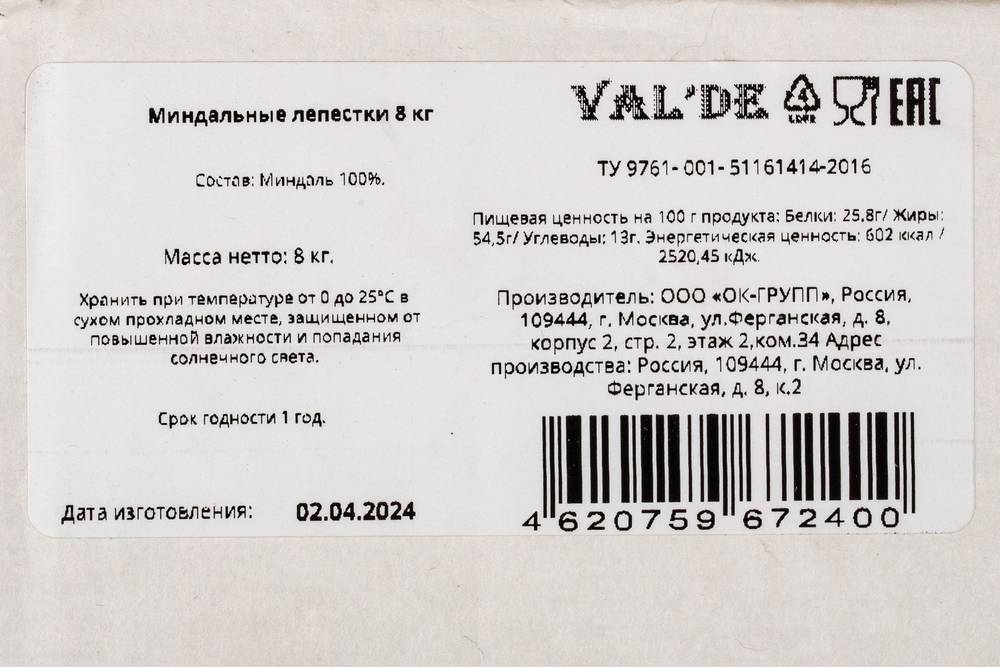 Миндальные лепестки 8 кг
Состав: Миндаль 100%.
Масса нетто: 8 кг.
Хранить при температуре от 0 до 25°С в
сухом прохладном месте, защищенном от
повышенной влажности и попадания
солнечного света.
Срок годности 1 год.
Дата изготовления: 02.04.2024
VAL'DE
4
LDPE
EAC
ТУ 9761-001-51161414-2016
Пищевая ценность на 100 г продукта: Белки: 25,8г/ Жиры:
54,5г/ Углеводы: 13г. Энергетическая ценность: 602 ккал /
2520,45 кДж.
Производитель: ООО «ОК-ГРУПП», Россия,
109444, г. Москва, ул.Ферганская, д. 8,
корпус 2, стр. 2, этаж 2,ком.34 Адрес
производства: Россия, 109444, г. Москва, ул.
Ферганская, д. 8, к.2
4 620759 672400